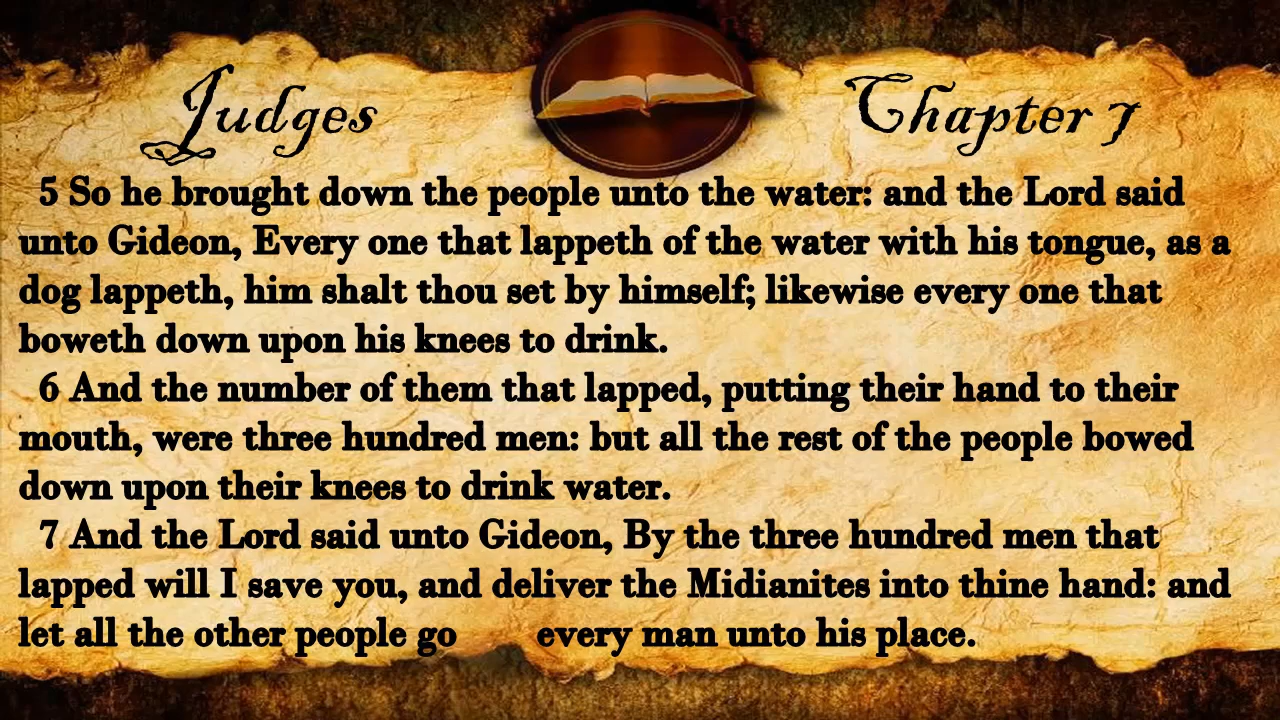 Judges
Chapter 7
5 So he brought down the people unto the water: and the Lord said
unto Gideon, Every one that lappeth of the water with his tongue, as a
dog lappeth, him shalt thou set by himself; likewise every one that
boweth down upon his knees to drink.
6 And the number of them that lapped, putting their hand to their
mouth, were three hundred men: but all the rest of the people bowed
down upon their knees to drink water.
7 And the Lord said unto Gideon, By the three hundred men that
lapped will I save you, and deliver the Midianites into thine hand: and
let all the other people go every man unto his place.